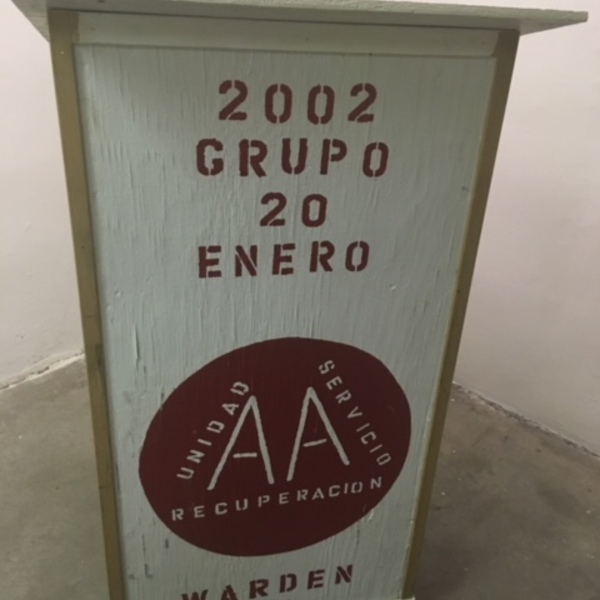 2002
GRUPO
20
ENERO
UNIDAD
SERVICIO
AA
RECUPERACION
WARDEN